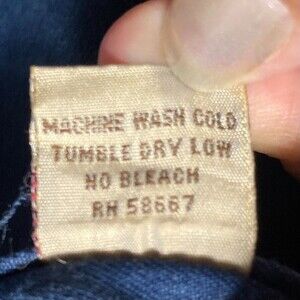 MACHINE WASH COLD
TUMBLE DRY LOW
NO BLEACH
RN 58667